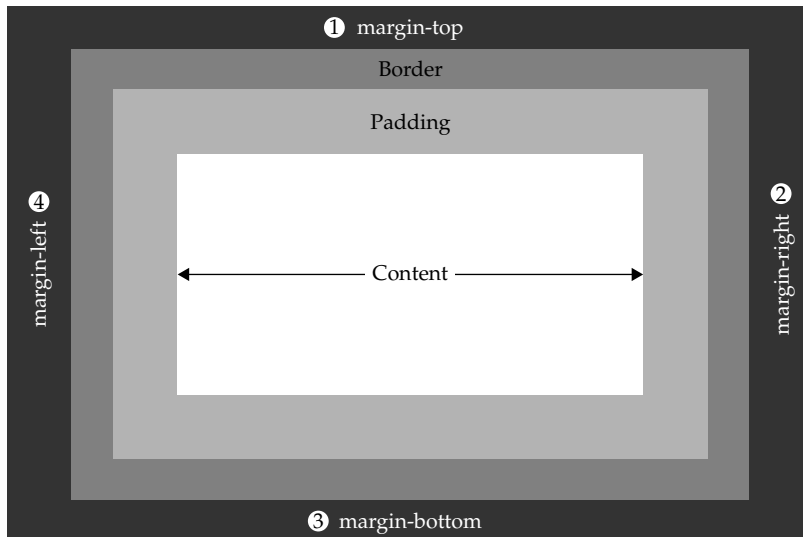 ❶ margin-top
Border
Padding
❹ margin-left
Content
❷ margin-right
❸ margin-bottom